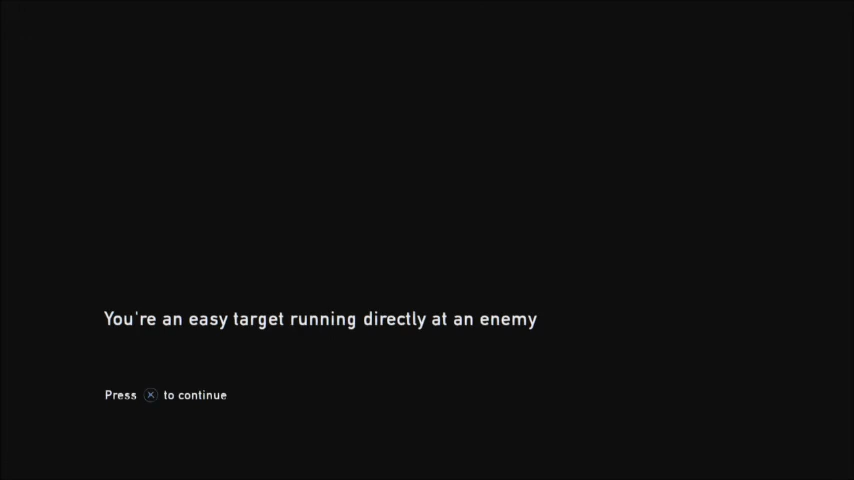 You're an easy target running directly at an enemy
Press ⓧ to continue